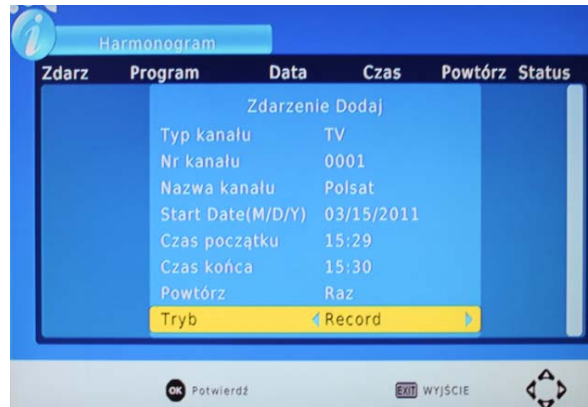 Harmonogram
Zdarz Program Data Czas Powtórz Status
Zdarzenie Dodaj
Typ kanału TV
Nr kanału 0001
Nazwa kanału Polsat
Start Date(M/D/Y) 03/15/2011
Czas początku 15:29
Czas końca 15:30
Powtórz Raz
Tryb Record
OK Potwierdź EXIT WYJŚCIE